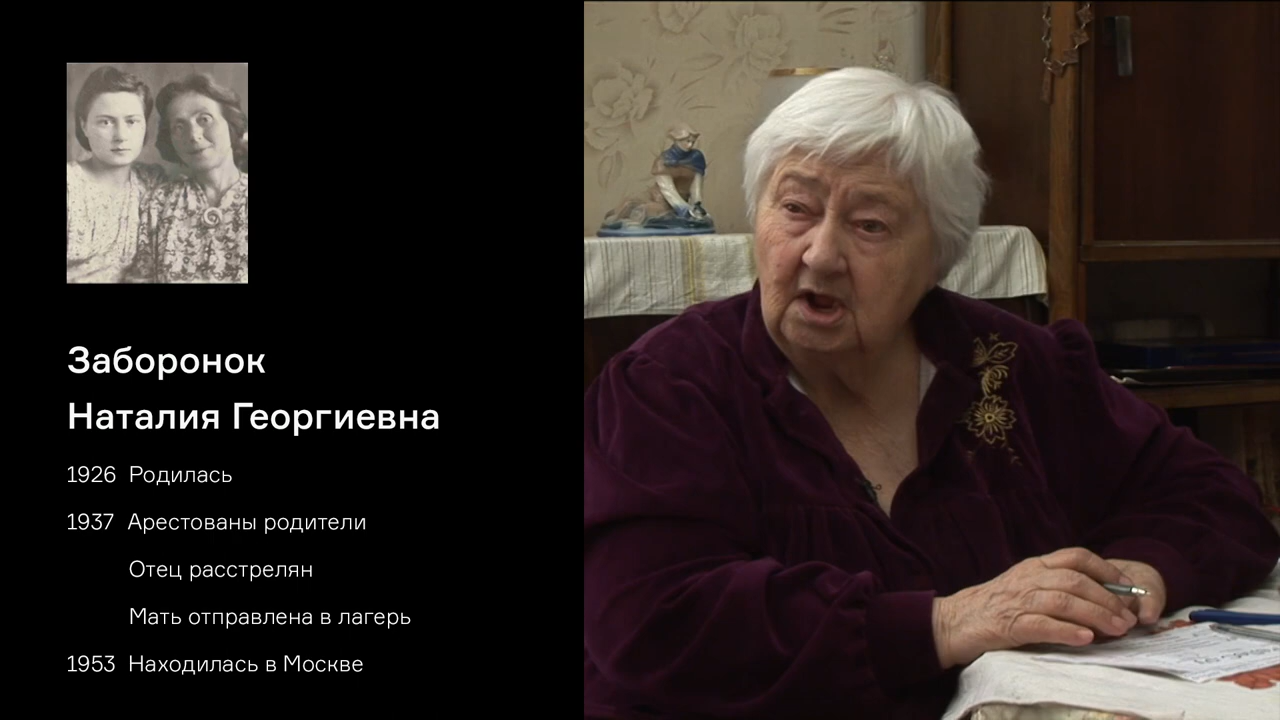 Заборонок
Наталия Георгиевна
1926 Родилась
1937 Арестованы родители
Отец расстрелян
Мать отправлена в лагерь
1953 Находилась в Москве